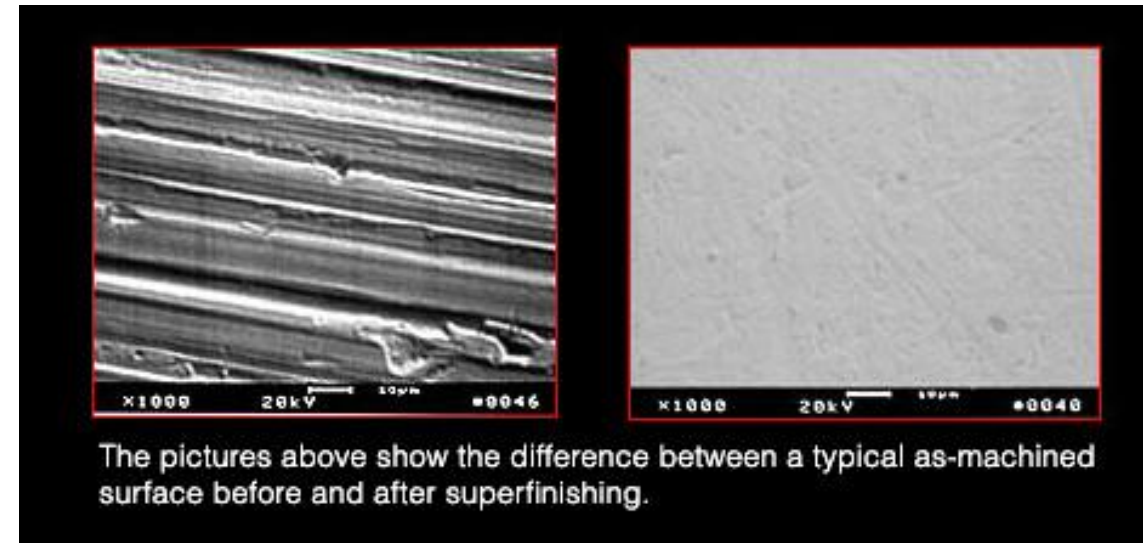 ×1000 20kV 10μm #0046
×1000 20kV 10μm #0040
The pictures above show the difference between a typical as-machined
surface before and after superfinishing.